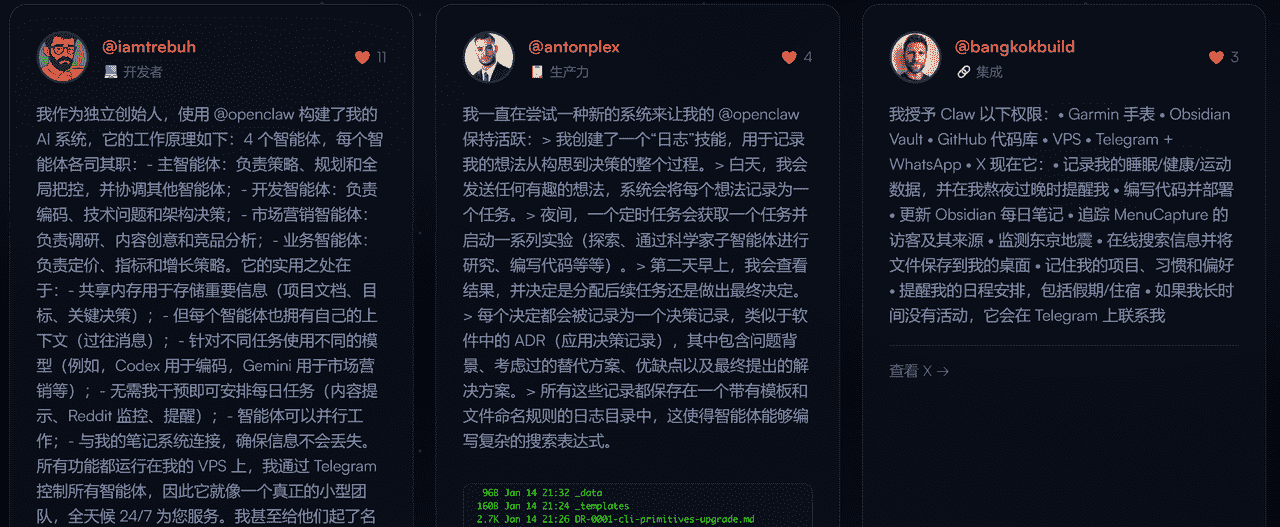 @iamtrebuh
11
开发者
我作为独立创始人，使用 @openclaw 构建了我的
AI 系统，它的工作原理如下：4 个智能体，每个智
能体各司其职：- 主智能体：负责策略、规划和全
局把控，并协调其他智能体；- 开发智能体：负责
编码、技术问题和架构决策；- 市场营销智能体：
负责调研、内容创意和竞品分析；- 业务智能体：
负责定价、指标和增长策略。它的实用之处在
于：- 共享内存用于存储重要信息（项目文档、目
标、关键决策）；- 但每个智能体也拥有自己的上
下文（过往消息）；- 针对不同任务使用不同的模
型（例如，Codex 用于编码，Gemini 用于市场营
销等）；- 无需我干预即可安排每日任务（内容提
示、Reddit 监控、提醒）；- 智能体可以并行工
作；- 与我的笔记系统连接，确保信息不会丢失。
所有功能都运行在我的 VPS 上，我通过 Telegram
控制所有智能体，因此它就像一个真正的小型团
队，全天候 24/7 为您服务。我甚至给他们起了名
@antonplex
4
生产力
我一直在尝试一种新的系统来让我的 @openclaw
保持活跃：> 我创建了一个“日志”技能，用于记录
我的想法从构思到决策的整个过程。> 白天，我会
发送任何有趣的想法，系统会将每个想法记录为一
个任务。> 夜间，一个定时任务会获取一个任务并
启动一系列实验（探索、通过科学家子智能体进行
研究、编写代码等等）。> 第二天早上，我会查看
结果，并决定是分配后续任务还是做出最终决定。
> 每个决定都会被记录为一个决策记录，类似于软
件中的 ADR（应用决策记录），其中包含问题背
景、考虑过的替代方案、优缺点以及最终提出的解
决方案。> 所有这些记录都保存在一个带有模板和
文件命名规则的日志目录中，这使得智能体能够编
写复杂的搜索表达式。
96B Jan 14 21:32 _data
160B Jan 14 21:24 _templates
2.7K Jan 14 21:26 DR-0001-cli-primitives-upgrade.md
@bangkokbuild
3
集成
我授予 Claw 以下权限：• Garmin 手表 • Obsidian
Vault • GitHub 代码库 • VPS • Telegram +
WhatsApp • X 现在它：• 记录我的睡眠/健康/运动
数据，并在我熬夜过晚时提醒我 • 编写代码并部署
• 更新 Obsidian 每日笔记 • 追踪 MenuCapture 的
访客及其来源 • 监测东京地震 • 在线搜索信息并将
文件保存到我的桌面 • 记住我的项目、习惯和偏好
• 提醒我的日程安排，包括假期/住宿 • 如果我长时
间没有活动，它会在 Telegram 上联系我
查看 X →